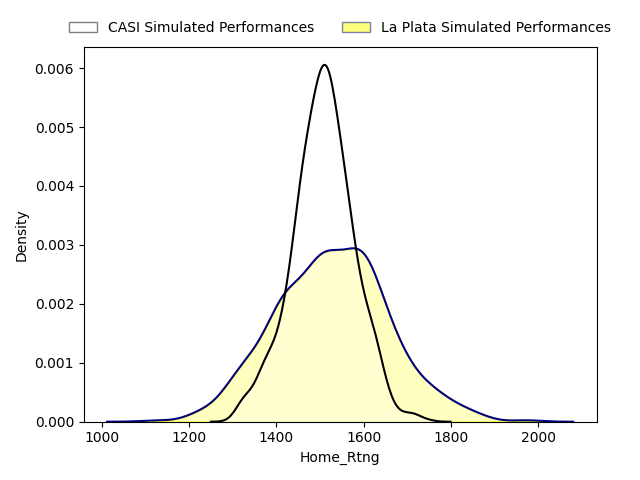 CASI Simulated Performances
La Plata Simulated Performances
0.006
0.005
0.004
0.003
0.002
0.001
0.000
Density
1000 1200 1400 1600 1800 2000
Home_Rtng